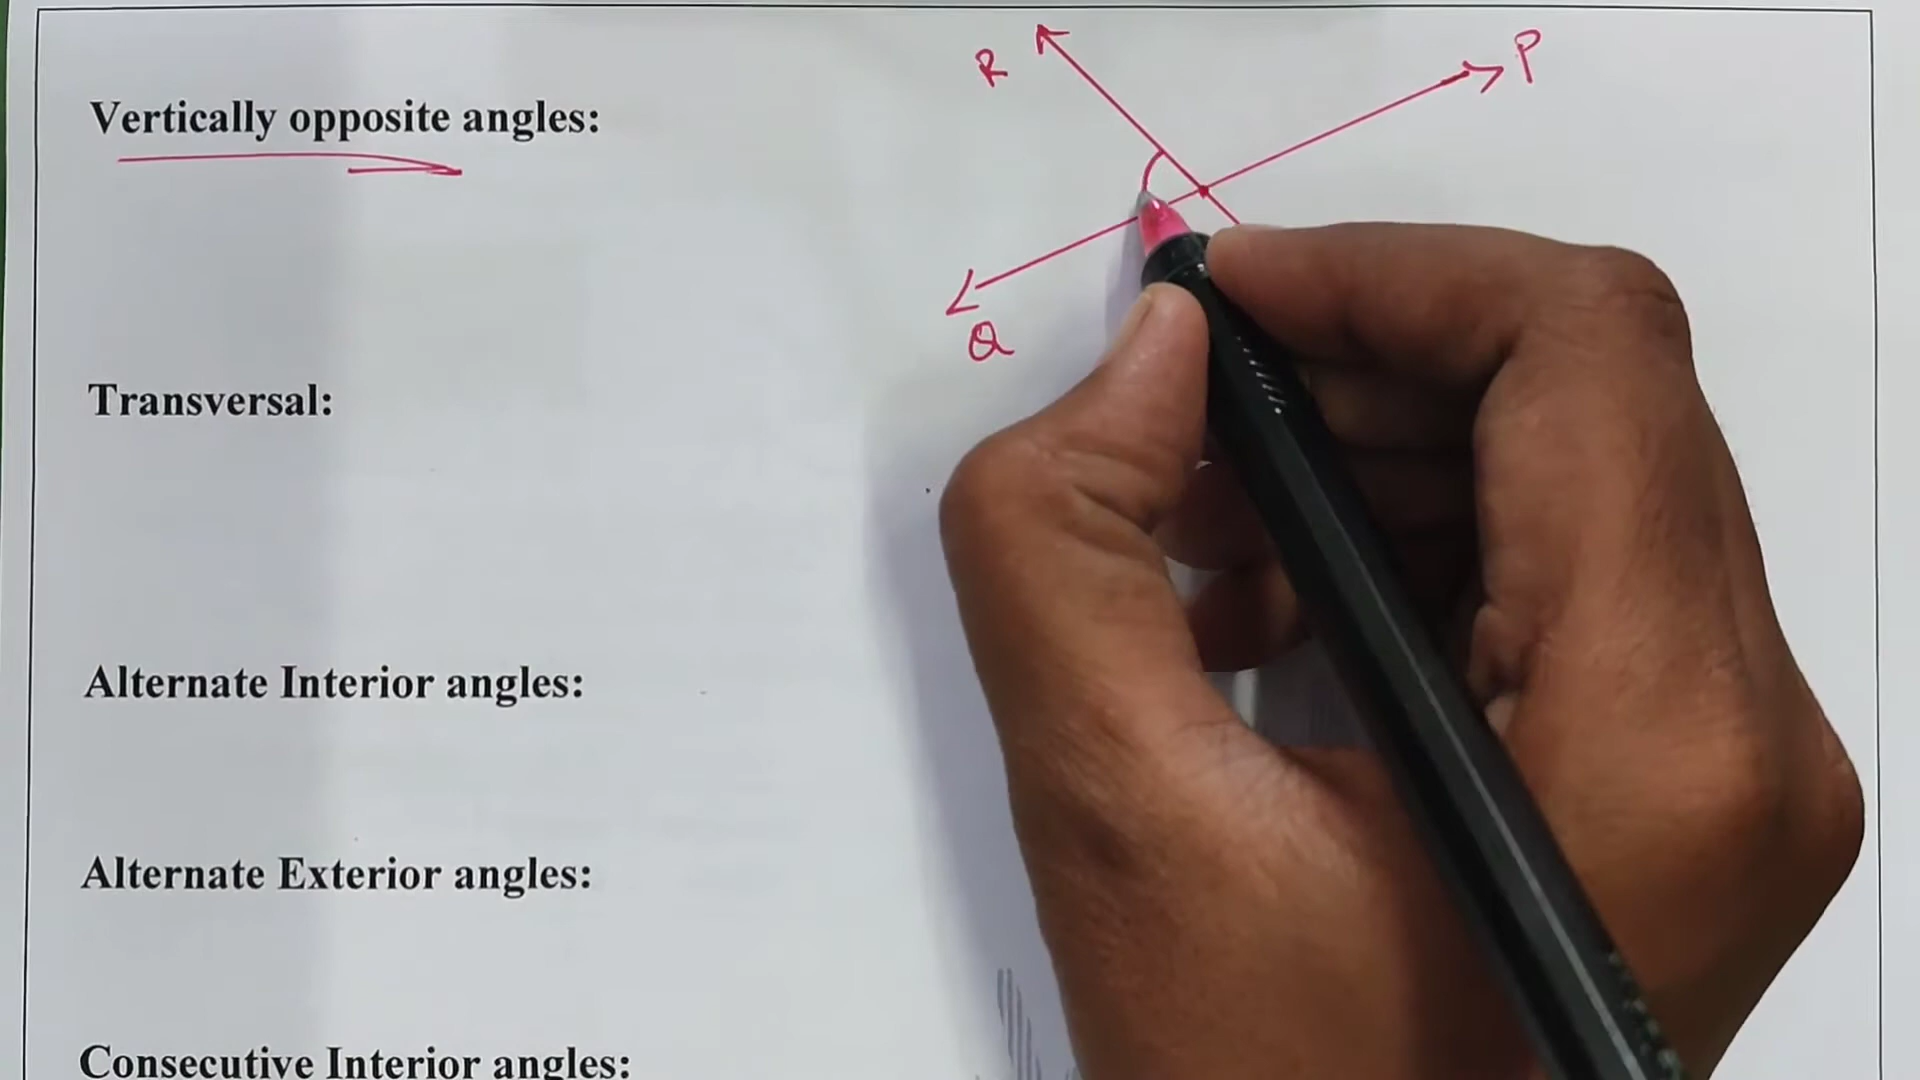 R
P
Vertically opposite angles:
Q
Transversal:
Alternate Interior angles:
Alternate Exterior angles:
Consecutive Interior angles: